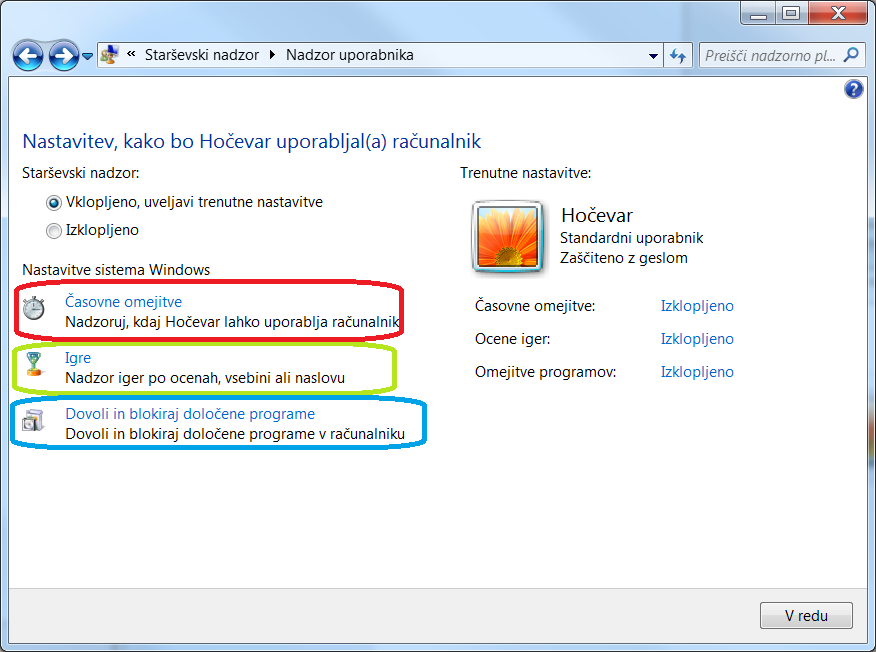 « Starševski nadzor Nadzor uporabnika
Preišči nadzorno pl...
Nastavitev, kako bo Hočevar uporabljal(a) računalnik
Starševski nadzor:
Vklopljeno, uveljavi trenutne nastavitve
Izklopljeno
Nastavitve sistema Windows
Časovne omejitve
Nadzoruj, kdaj Hočevar lahko uporablja računalnik
Igre
Nadzor iger po ocenah, vsebini ali naslovu
Dovoli in blokiraj določene programe
Dovoli in blokiraj določene programe v računalniku
Trenutne nastavitve:
Hočevar
Standardni uporabnik
Zaščiteno z geslom
Časovne omejitve: Izklopljeno
Ocene iger: Izklopljeno
Omejitve programov: Izklopljeno
V redu